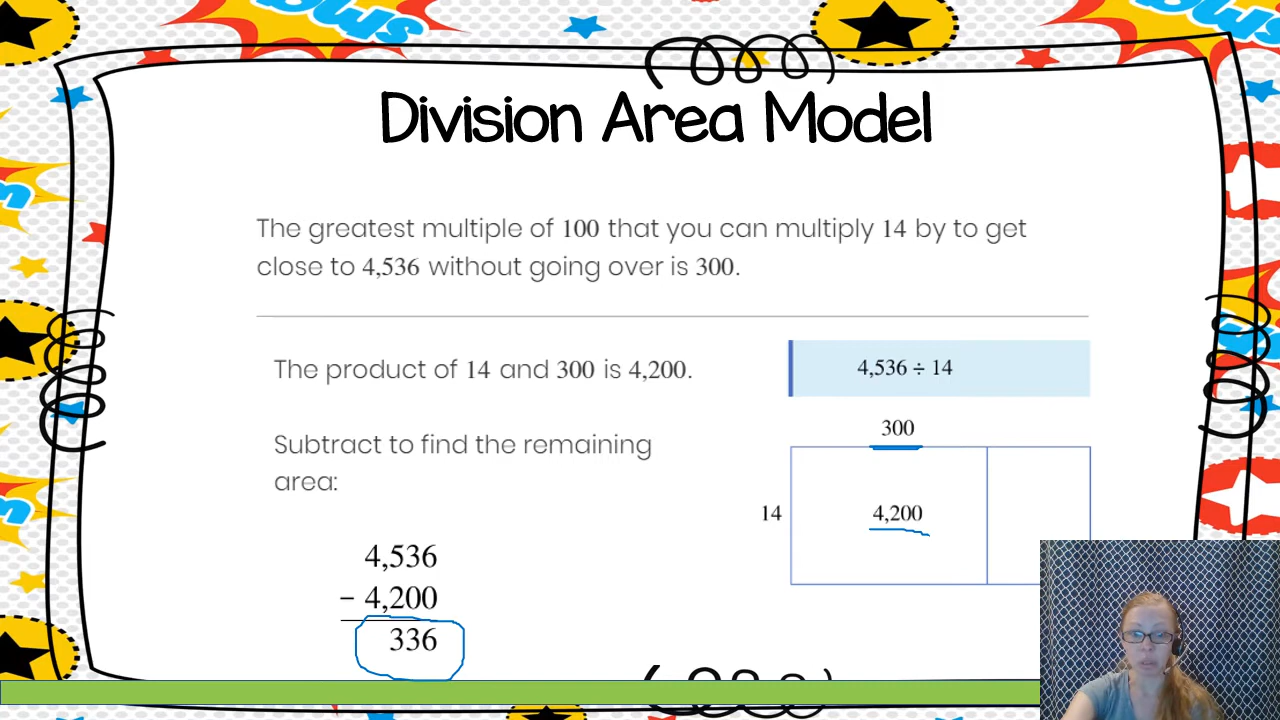 Division Area Model
The greatest multiple of 100 that you can multiply 14 by to get
close to 4,536 without going over is 300.
The product of 14 and 300 is 4,200.
4,536 ÷ 14
300
Subtract to find the remaining
area:
14
4,200
4,536
− 4,200
336